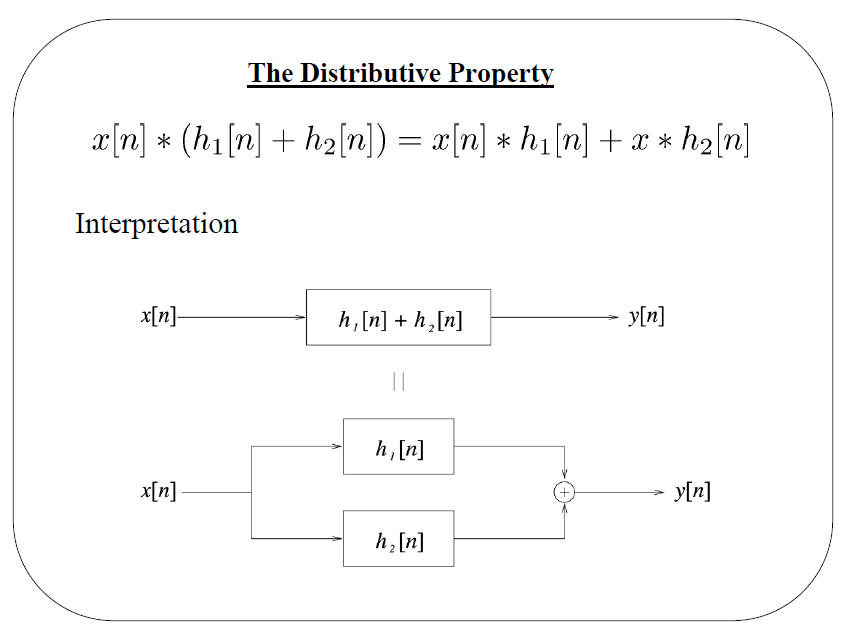 The Distributive Property
x[n] ∗ (h₁[n] + h₂[n]) = x[n] ∗ h₁[n] + x ∗ h₂[n]
Interpretation
x[n] h₁[n] + h₂[n] y[n]
||
h₁[n]
x[n] + y[n]
h₂[n]